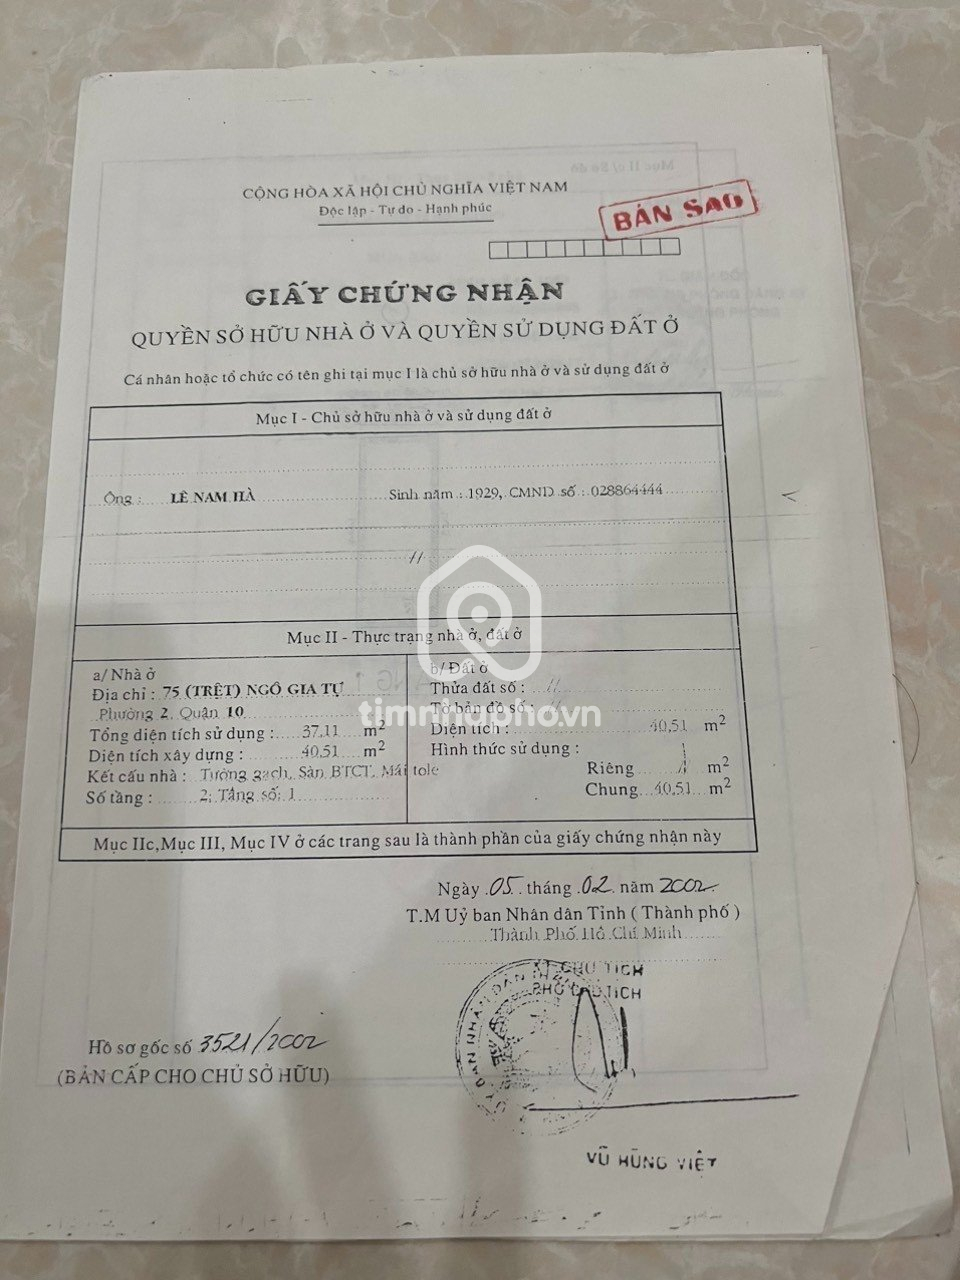 CỘNG HÒA XÃ HỘI CHỦ NGHĨA VIỆT NAM
Độc lập - Tự do - Hạnh phúc
BẢN SAO
GIẤY CHỨNG NHẬN
QUYỀN SỞ HỮU NHÀ Ở VÀ QUYỀN SỬ DỤNG ĐẤT Ở
Cá nhân hoặc tổ chức có tên ghi tại mục I là chủ sở hữu nhà ở và sử dụng đất ở
Mục I - Chủ sở hữu nhà ở và sử dụng đất ở
Ông : LÊ NAM HÀ Sinh năm : 1929, CMND số : 028864444
//
Mục II - Thực trạng nhà ở, đất ở
a/ Nhà ở
Địa chỉ : 75 (TRỆT) NGÔ GIA TỰ
Phường 2, Quận 10
Tổng diện tích sử dụng : 37,11 m2
Diện tích xây dựng : 40,51 m2
Kết cấu nhà : Tường gạch, Sàn BTCT, Mái tole
Số tầng : 2; Tầng số: 1
b/ Đất ở
Thửa đất số : //
Tờ bản đồ số : //
Diện tích : 40,51 m2
Hình thức sử dụng :
Riêng / m2
Chung 40,51 m2
timnhapho.vn
Mục IIc,Mục III, Mục IV ở các trang sau là thành phần của giấy chứng nhận này
Ngày 05 tháng 02 năm 2002
T.M Uỷ ban Nhân dân Tỉnh ( Thành phố )
Thành Phố Hồ Chí Minh
KT CHỦ TỊCH
PHÓ CHỦ TỊCH
Hồ sơ gốc số 3521/2002
(BẢN CẤP CHO CHỦ SỞ HỮU)
VŨ HÙNG VIỆT